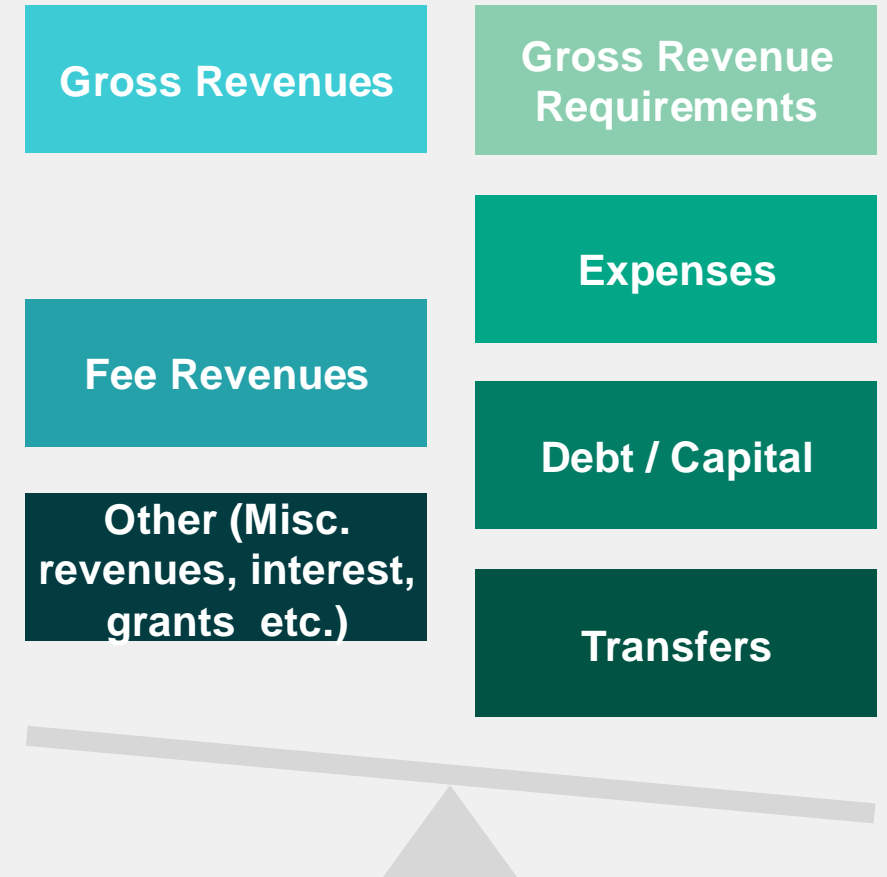 Gross Revenues
Gross Revenue
Requirements
Expenses
Fee Revenues
Debt / Capital
Other (Misc.
revenues, interest,
grants etc.)
Transfers